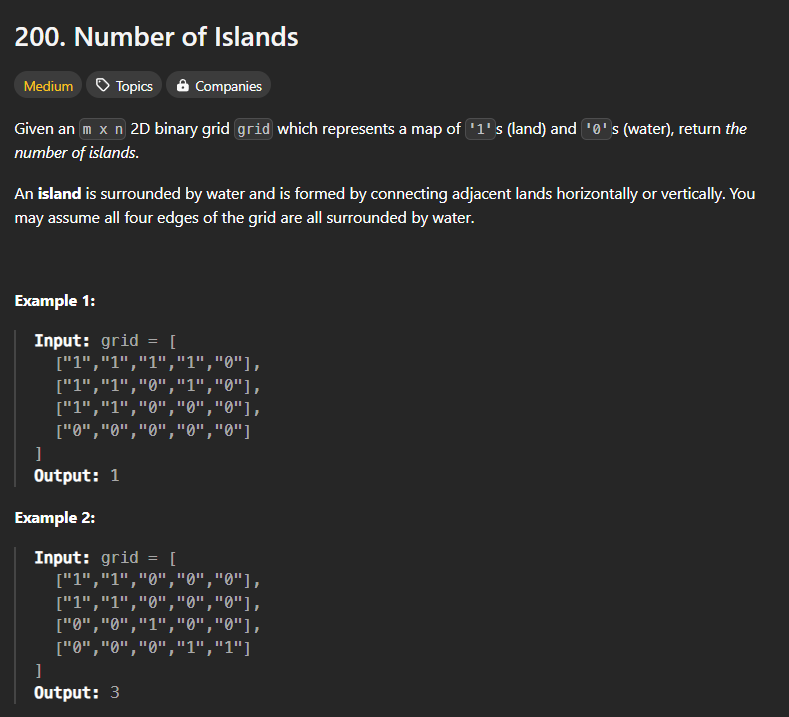 200. Number of Islands
Medium Topics Companies
Given an m x n 2D binary grid grid which represents a map of '1's (land) and '0's (water), return the
number of islands.
An island is surrounded by water and is formed by connecting adjacent lands horizontally or vertically. You
may assume all four edges of the grid are all surrounded by water.
Example 1:
Input: grid = [
["1","1","1","1","0"],
["1","1","0","1","0"],
["1","1","0","0","0"],
["0","0","0","0","0"]
]
Output: 1
Example 2:
Input: grid = [
["1","1","0","0","0"],
["1","1","0","0","0"],
["0","0","1","0","0"],
["0","0","0","1","1"]
]
Output: 3